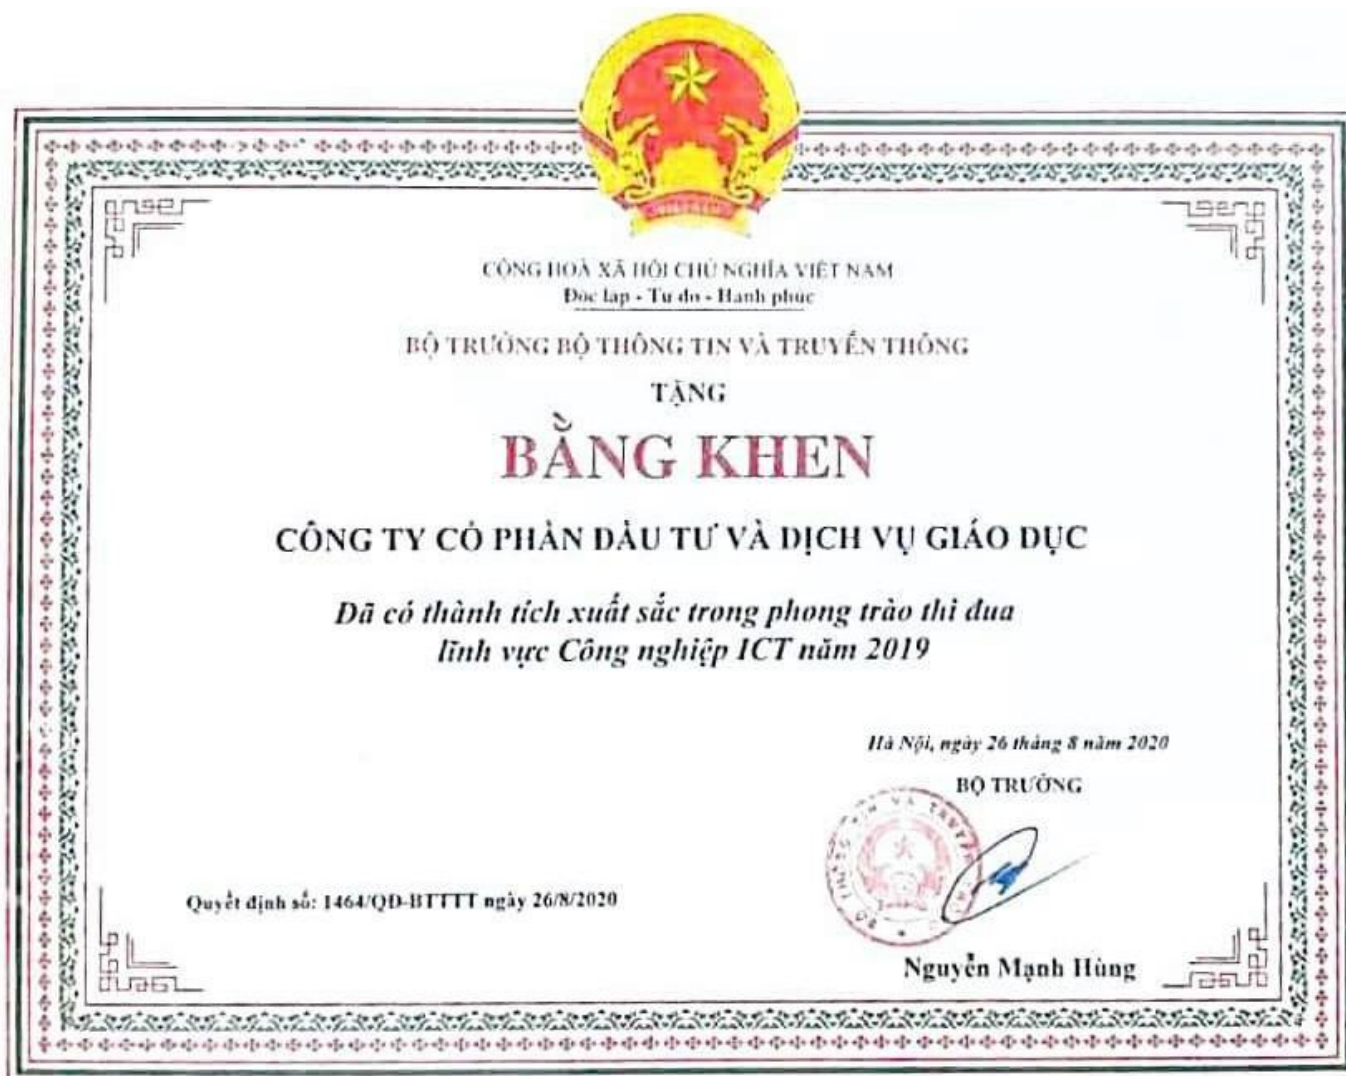 CỘNG HOÀ XÃ HỘI CHỦ NGHĨA VIỆT NAM
Độc lập - Tự do - Hạnh phúc
BỘ TRƯỞNG BỘ THÔNG TIN VÀ TRUYỀN THÔNG
TẶNG
BẰNG KHEN
CÔNG TY CỔ PHẦN ĐẦU TƯ VÀ DỊCH VỤ GIÁO DỤC
Đã có thành tích xuất sắc trong phong trào thi đua
lĩnh vực Công nghiệp ICT năm 2019
Hà Nội, ngày 26 tháng 8 năm 2020
BỘ TRƯỞNG
Quyết định số: 1464/QĐ-BTTTT ngày 26/8/2020
Nguyễn Mạnh Hùng